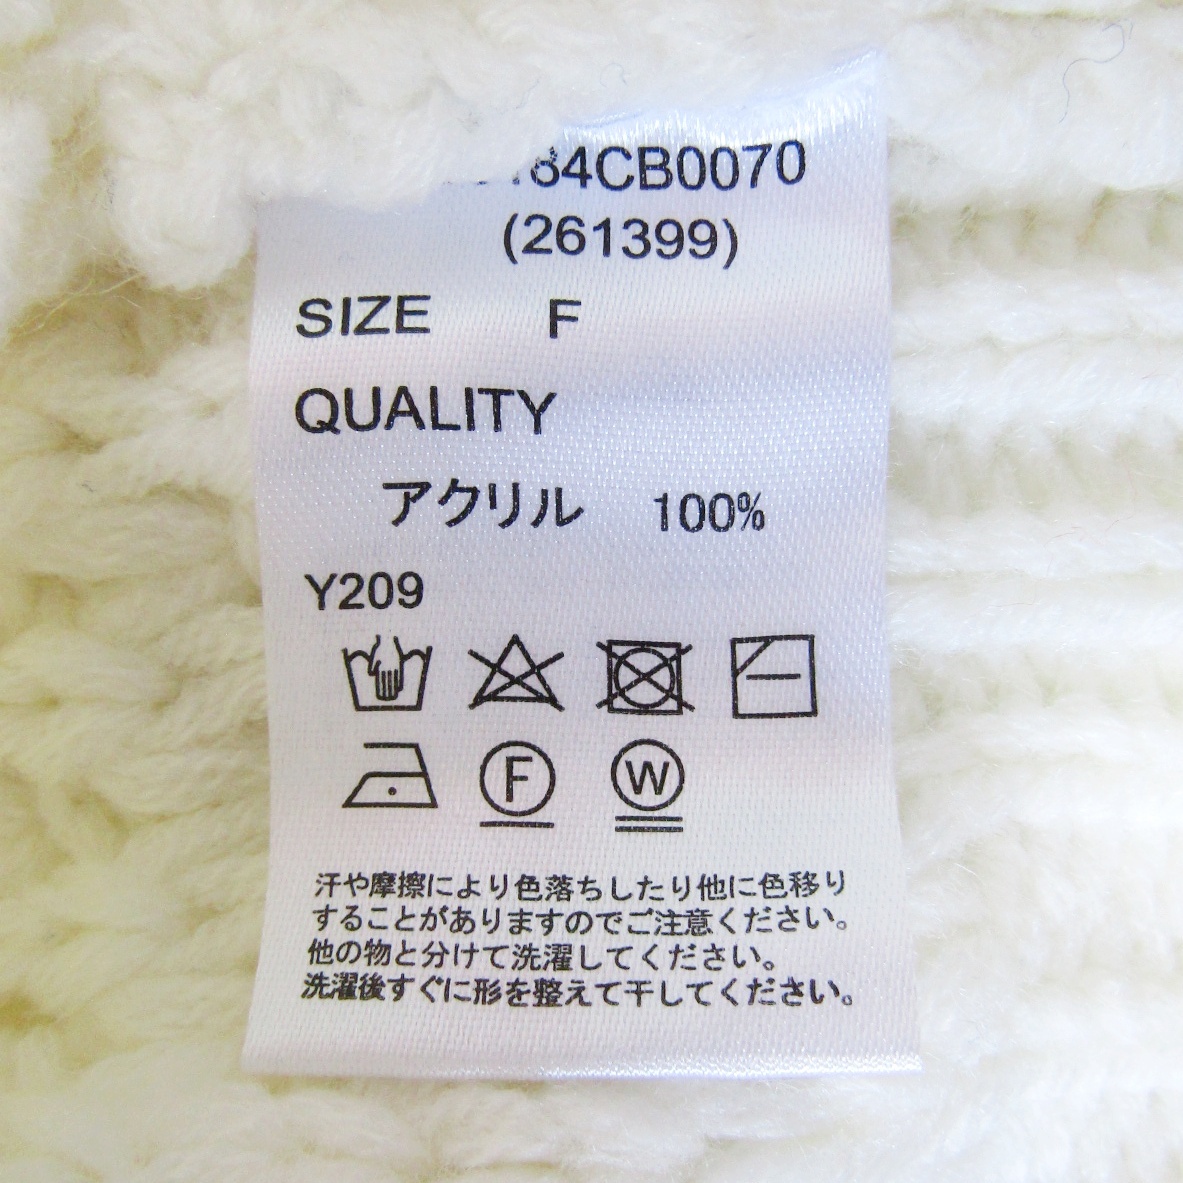 84CB0070
(261399)
SIZE F
QUALITY
アクリル 100%
Y209
F W
汗や摩擦により色落ちしたり他に色移り
することがありますのでご注意ください。
他の物と分けて洗濯してください。
洗濯後すぐに形を整えて干してください。